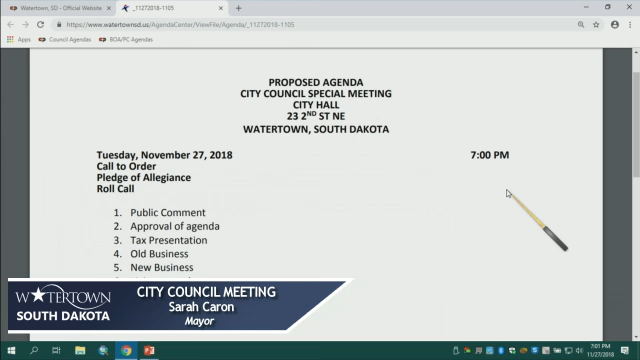 Watertown, SD - Official Website
_11272018-1105
https://www.watertownsd.us/AgendaCenter/ViewFile/Agenda/_11272018-1105
Apps
Council Agendas
BOA/PC Agendas
PROPOSED AGENDA
CITY COUNCIL SPECIAL MEETING
CITY HALL
23 2ND ST NE
WATERTOWN, SOUTH DAKOTA
Tuesday, November 27, 2018 7:00 PM
Call to Order
Pledge of Allegiance
Roll Call
1. Public Comment
2. Approval of agenda
3. Tax Presentation
4. Old Business
5. New Business
WATERTOWN
SOUTH DAKOTA
CITY COUNCIL MEETING
Sarah Caron
Mayor
7:01 PM
11/27/2018